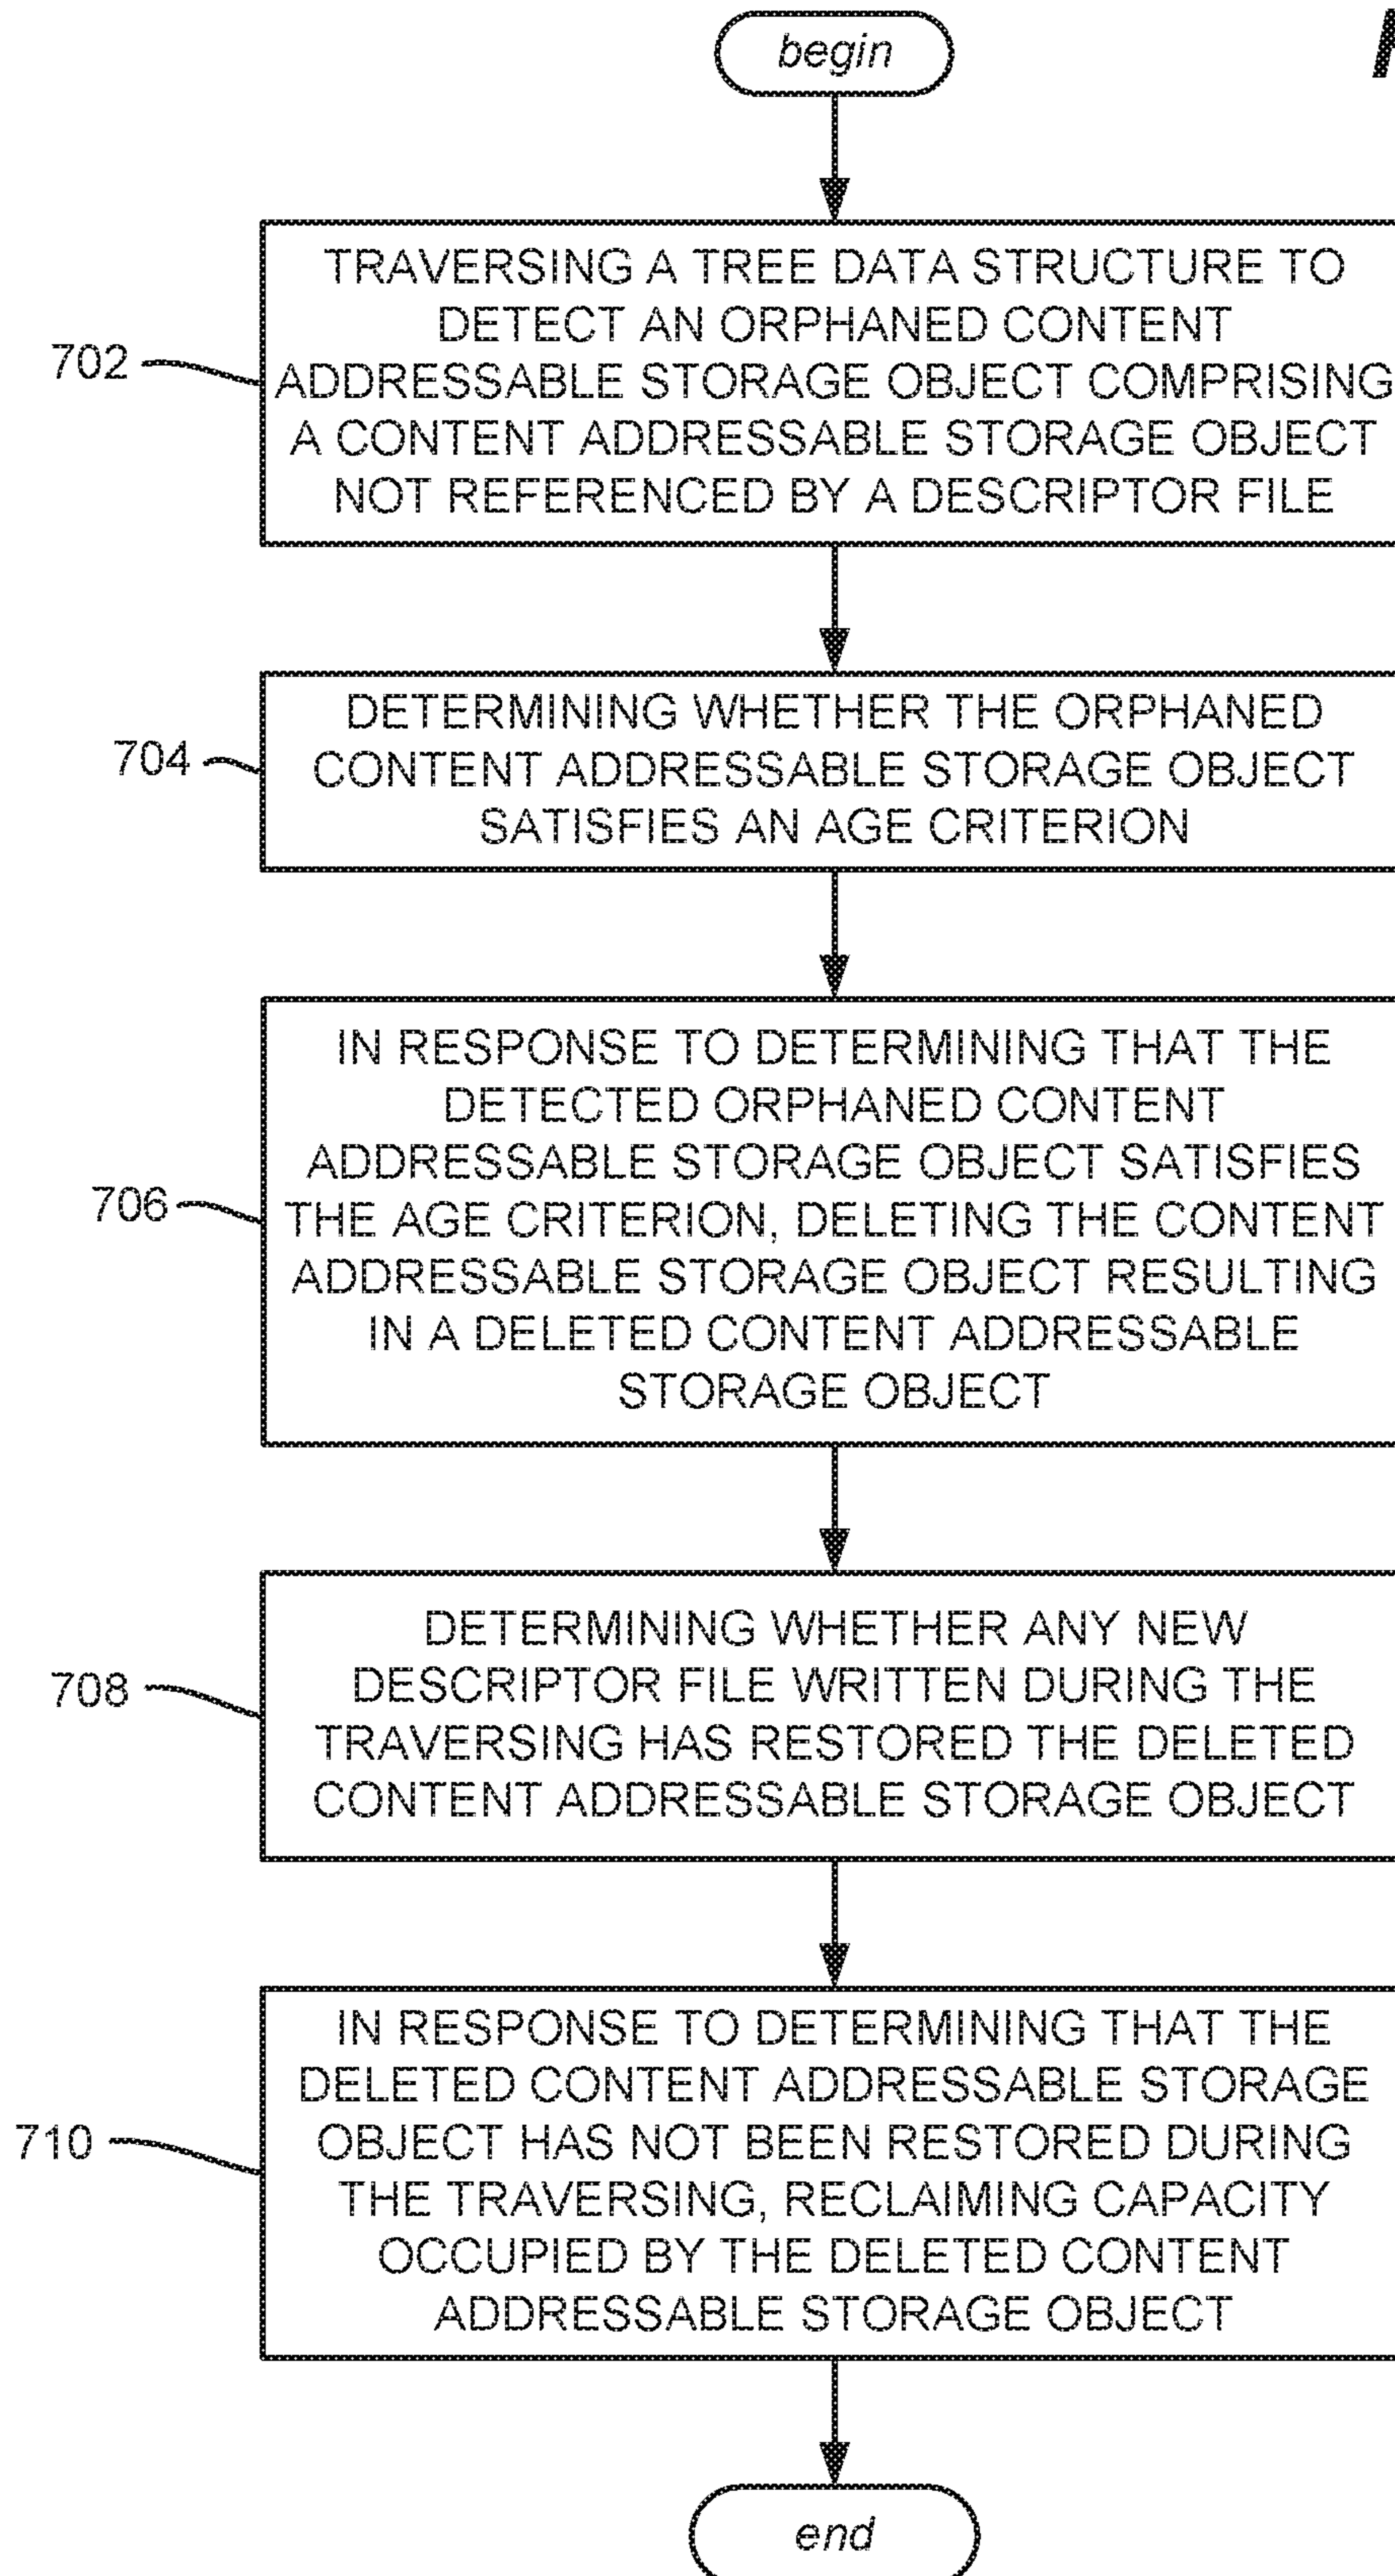 begin
TRAVERSING A TREE DATA STRUCTURE TO
DETECT AN ORPHANED CONTENT
ADDRESSABLE STORAGE OBJECT COMPRISING
A CONTENT ADDRESSABLE STORAGE OBJECT
NOT REFERENCED BY A DESCRIPTOR FILE
702
DETERMINING WHETHER THE ORPHANED
CONTENT ADDRESSABLE STORAGE OBJECT
SATISFIES AN AGE CRITERION
704
IN RESPONSE TO DETERMINING THAT THE
DETECTED ORPHANED CONTENT
ADDRESSABLE STORAGE OBJECT SATISFIES
THE AGE CRITERION, DELETING THE CONTENT
ADDRESSABLE STORAGE OBJECT RESULTING
IN A DELETED CONTENT ADDRESSABLE
STORAGE OBJECT
706
DETERMINING WHETHER ANY NEW
DESCRIPTOR FILE WRITTEN DURING THE
TRAVERSING HAS RESTORED THE DELETED
CONTENT ADDRESSABLE STORAGE OBJECT
708
IN RESPONSE TO DETERMINING THAT THE
DELETED CONTENT ADDRESSABLE STORAGE
OBJECT HAS NOT BEEN RESTORED DURING
THE TRAVERSING, RECLAIMING CAPACITY
OCCUPIED BY THE DELETED CONTENT
ADDRESSABLE STORAGE OBJECT
710
end